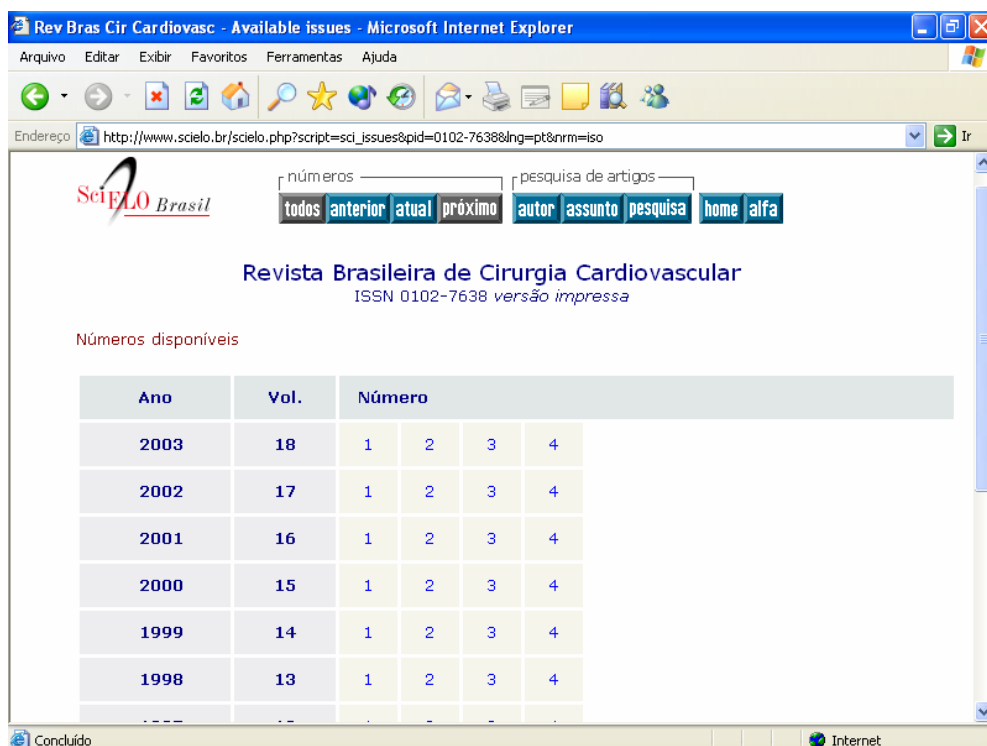 Rev Bras Cir Cardiovasc - Available issues - Microsoft Internet Explorer
Arquivo Editar Exibir Favoritos Ferramentas Ajuda
Endereço http://www.scielo.br/scielo.php?script=sci_issues&pid=0102-7638&lng=pt&nrm=iso Ir
SciELO Brasil
números pesquisa de artigos
todos anterior atual próximo autor assunto pesquisa home alfa
Revista Brasileira de Cirurgia Cardiovascular
ISSN 0102-7638 versão impressa
Números disponíveis
Ano Vol. Número
2003 18 1 2 3 4
2002 17 1 2 3 4
2001 16 1 2 3 4
2000 15 1 2 3 4
1999 14 1 2 3 4
1998 13 1 2 3 4
Concluído Internet